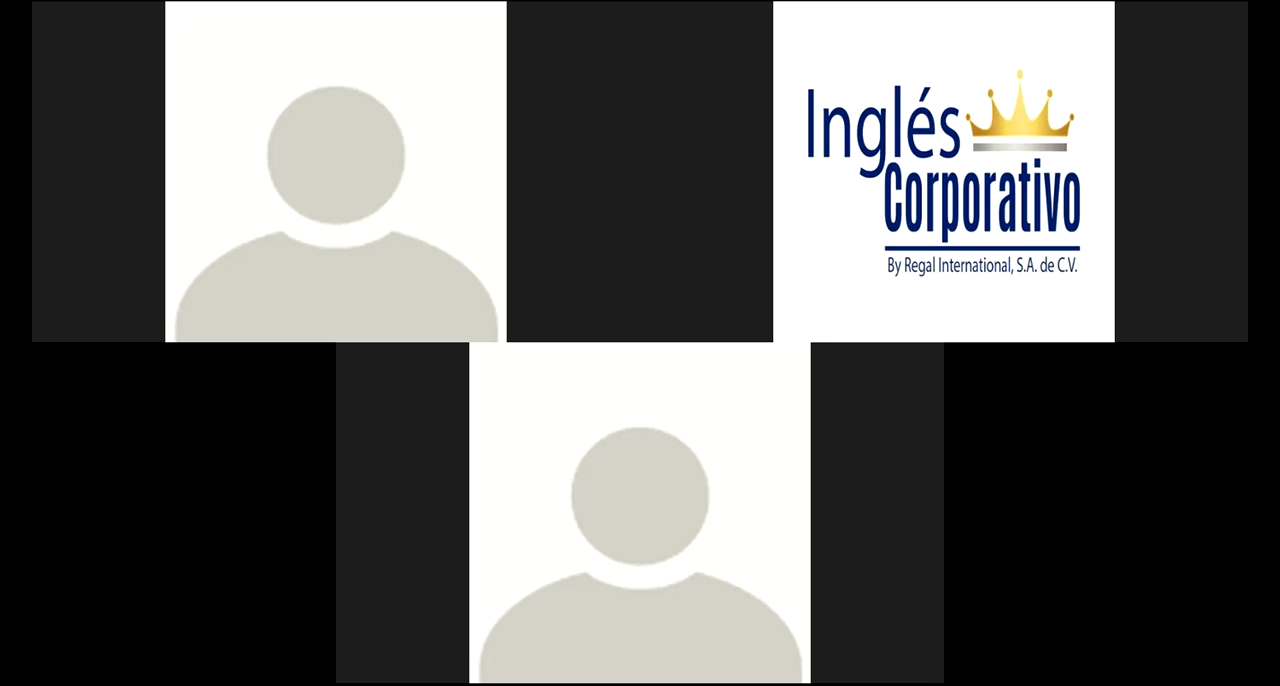 Inglés
Corporativo
By Regal International, S.A. de C.V.